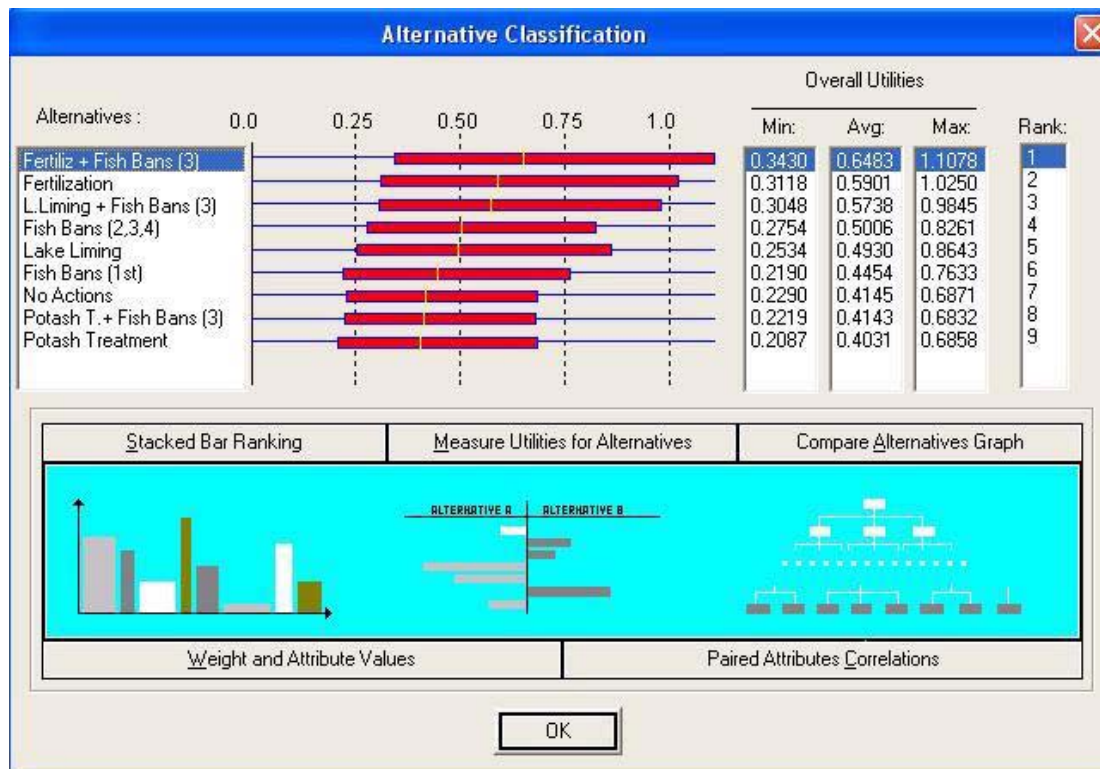 Alternative Classification
Overall Utilities
Alternatives : 0.0 0.25 0.50 0.75 1.0 Min: Avg: Max: Rank:
Fertiliz + Fish Bans (3) 0.3430 0.6483 1.1078 1
Fertilization 0.3118 0.5901 1.0250 2
L.Liming + Fish Bans (3) 0.3048 0.5738 0.9845 3
Fish Bans (2,3,4) 0.2754 0.5006 0.8261 4
Lake Liming 0.2534 0.4930 0.8643 5
Fish Bans (1st) 0.2190 0.4454 0.7633 6
No Actions 0.2290 0.4145 0.6871 7
Potash T.+ Fish Bans (3) 0.2219 0.4143 0.6832 8
Potash Treatment 0.2087 0.4031 0.6858 9
Stacked Bar Ranking Measure Utilities for Alternatives Compare Alternatives Graph
ALTERNATIVE A ALTERNATIVE B
Weight and Attribute Values Paired Attributes Correlations
OK